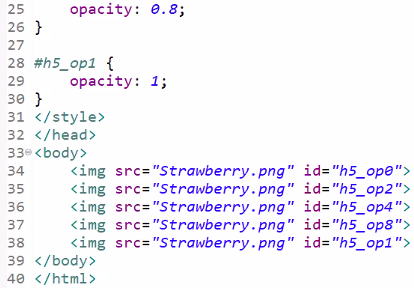 25     opacity: 0.8;
26 }
27
28 #h5_op1 {
29     opacity: 1;
30 }
31 </style>
32 </head>
33 <body>
34     <img src="Strawberry.png" id="h5_op0">
35     <img src="Strawberry.png" id="h5_op2">
36     <img src="Strawberry.png" id="h5_op4">
37     <img src="Strawberry.png" id="h5_op8">
38     <img src="Strawberry.png" id="h5_op1">
39 </body>
40 </html>